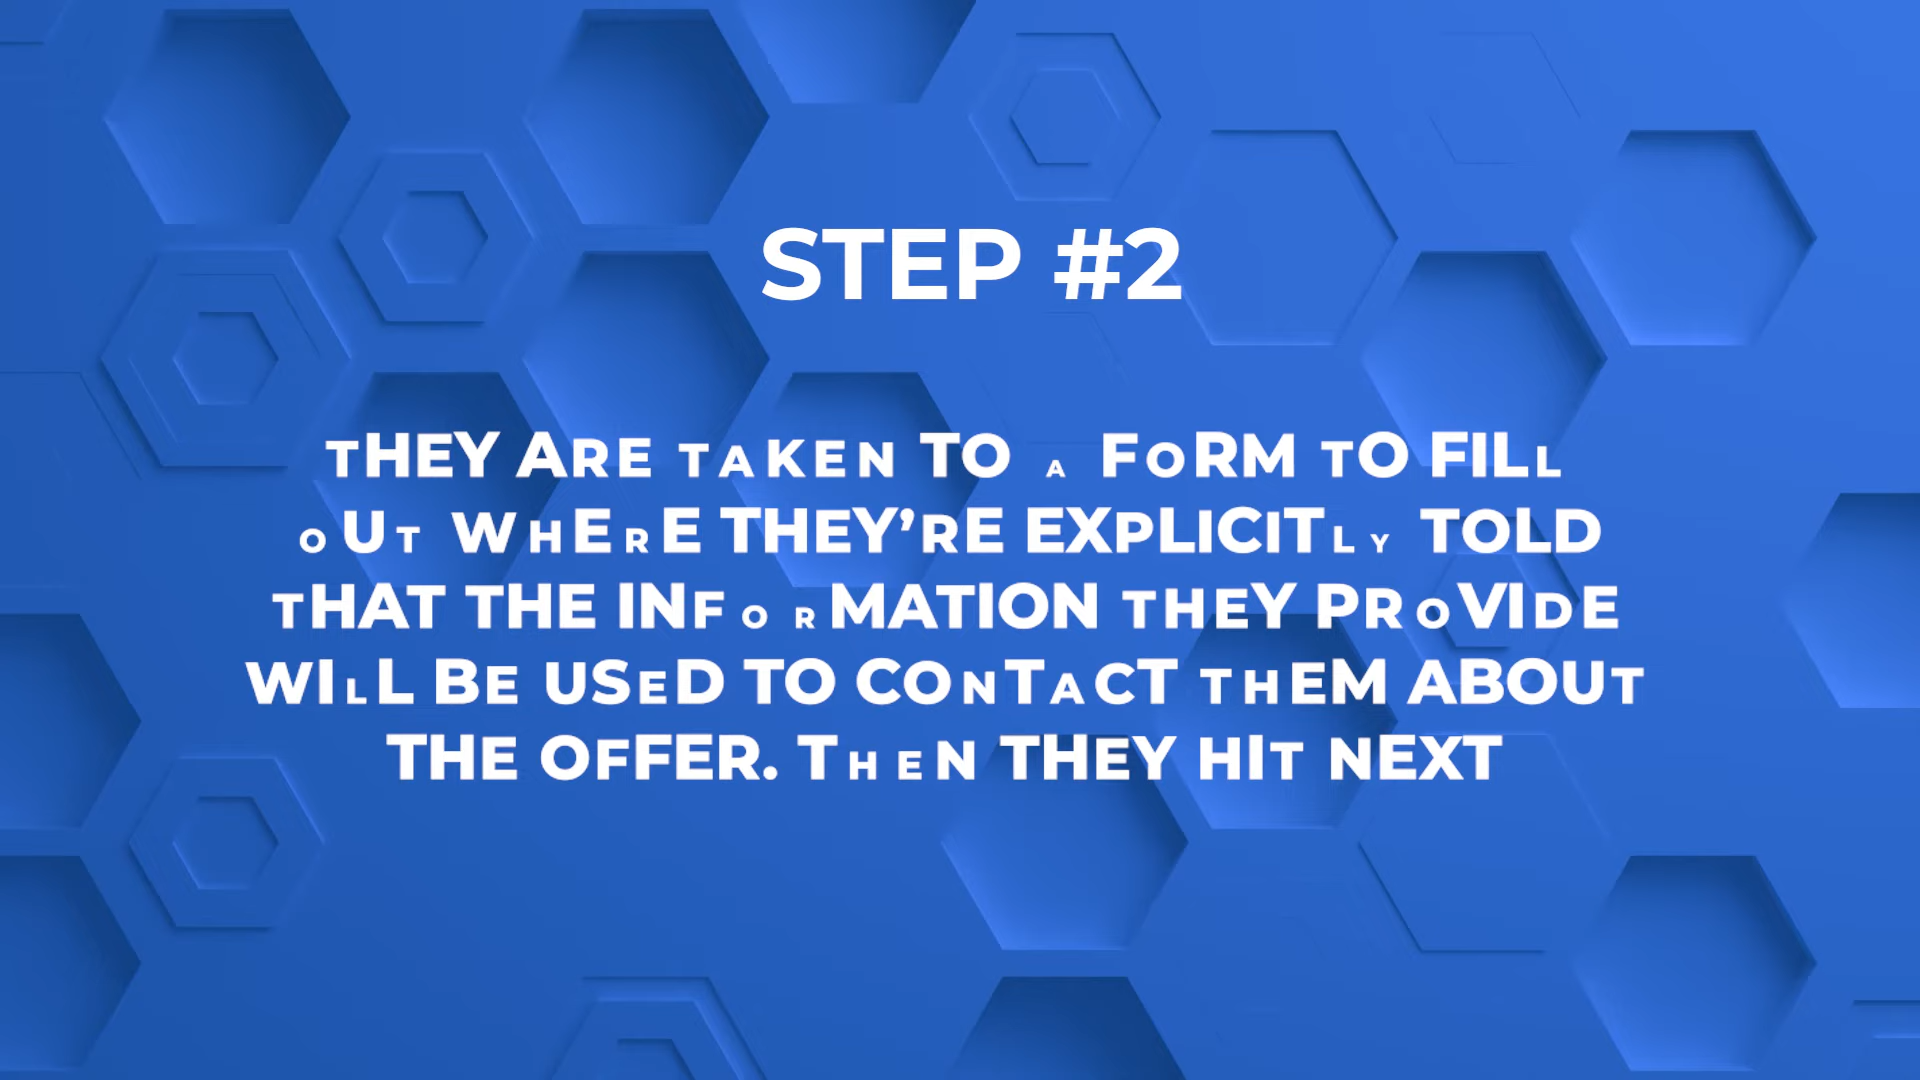 STEP #2
THEY ARE TAKEN TO A FORM TO FILL
OUT WHERE THEY'RE EXPLICITLY TOLD
THAT THE INFORMATION THEY PROVIDE
WILL BE USED TO CONTACT THEM ABOUT
THE OFFER. THEN THEY HIT NEXT